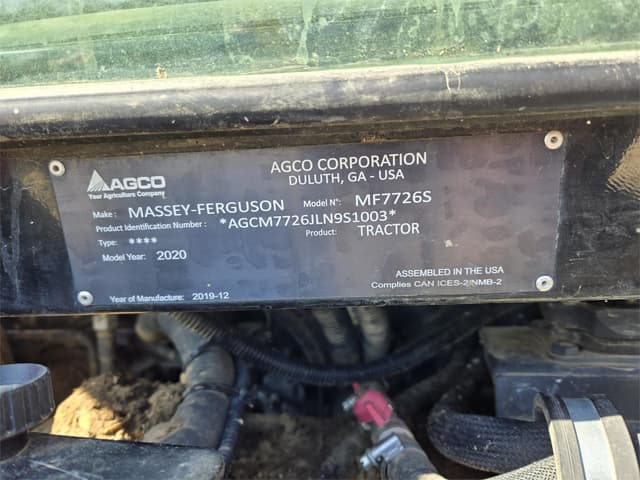 AGCO CORPORATION
DULUTH, GA - USA
AGCO
Your Agriculture Company
Make : MASSEY-FERGUSON Model N°: MF7726S
Product Identification Number : *AGCM7726JLN9S1003*
Type: **** Product: TRACTOR
Model Year: 2020
ASSEMBLED IN THE USA
Complies CAN ICES-2/NMB-2
Year of Manufacture: 2019-12